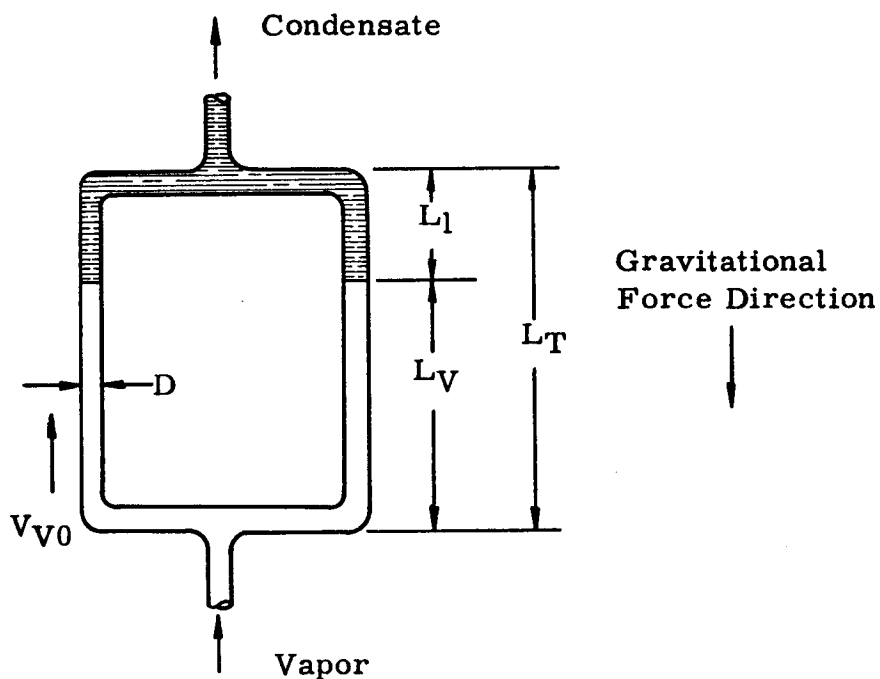 Condensate
L1
Gravitational
Force Direction
LT
LV
D
VV0
Vapor